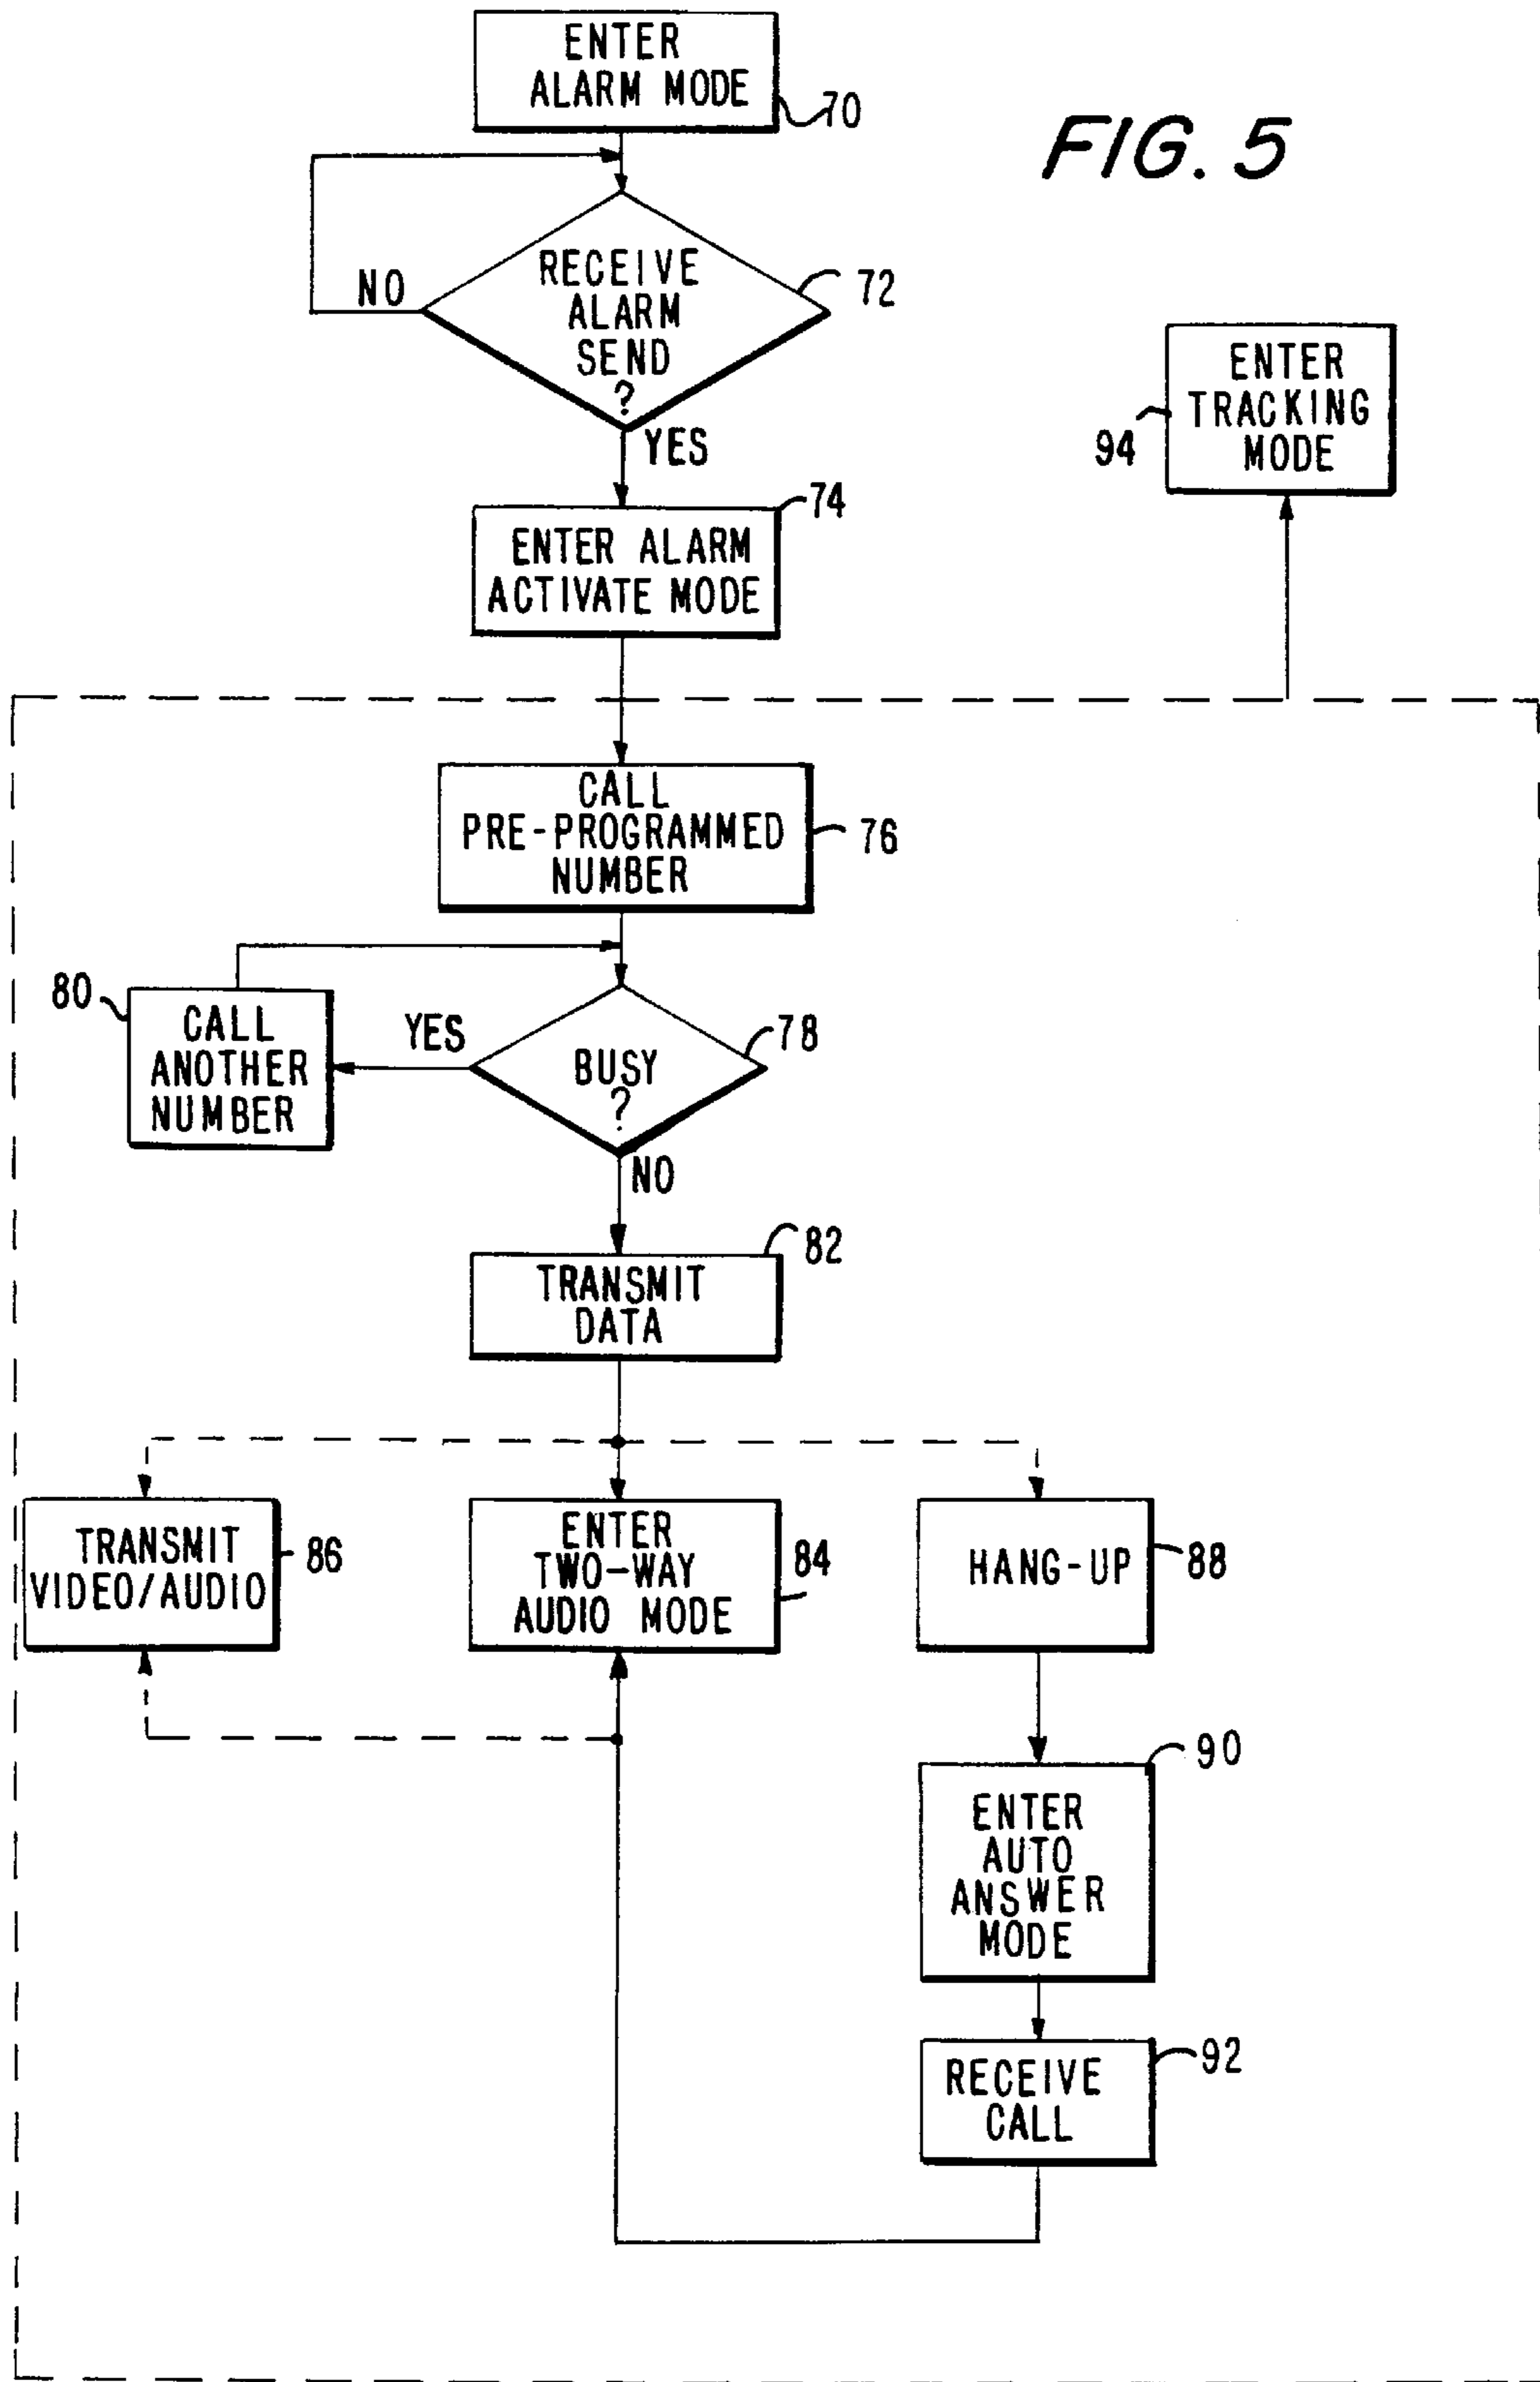 ENTER
ALARM MODE
70
FIG. 5
NO
RECEIVE
ALARM
SEND
?
72
YES
ENTER
TRACKING
MODE
94
74
ENTER ALARM
ACTIVATE MODE
CALL
PRE-PROGRAMMED
NUMBER
76
80
CALL
ANOTHER
NUMBER
YES
BUSY
?
78
NO
82
TRANSMIT
DATA
TRANSMIT
VIDEO/AUDIO
86
ENTER
TWO-WAY
AUDIO MODE
84
HANG-UP
88
90
ENTER
AUTO
ANSWER
MODE
RECEIVE
CALL
92